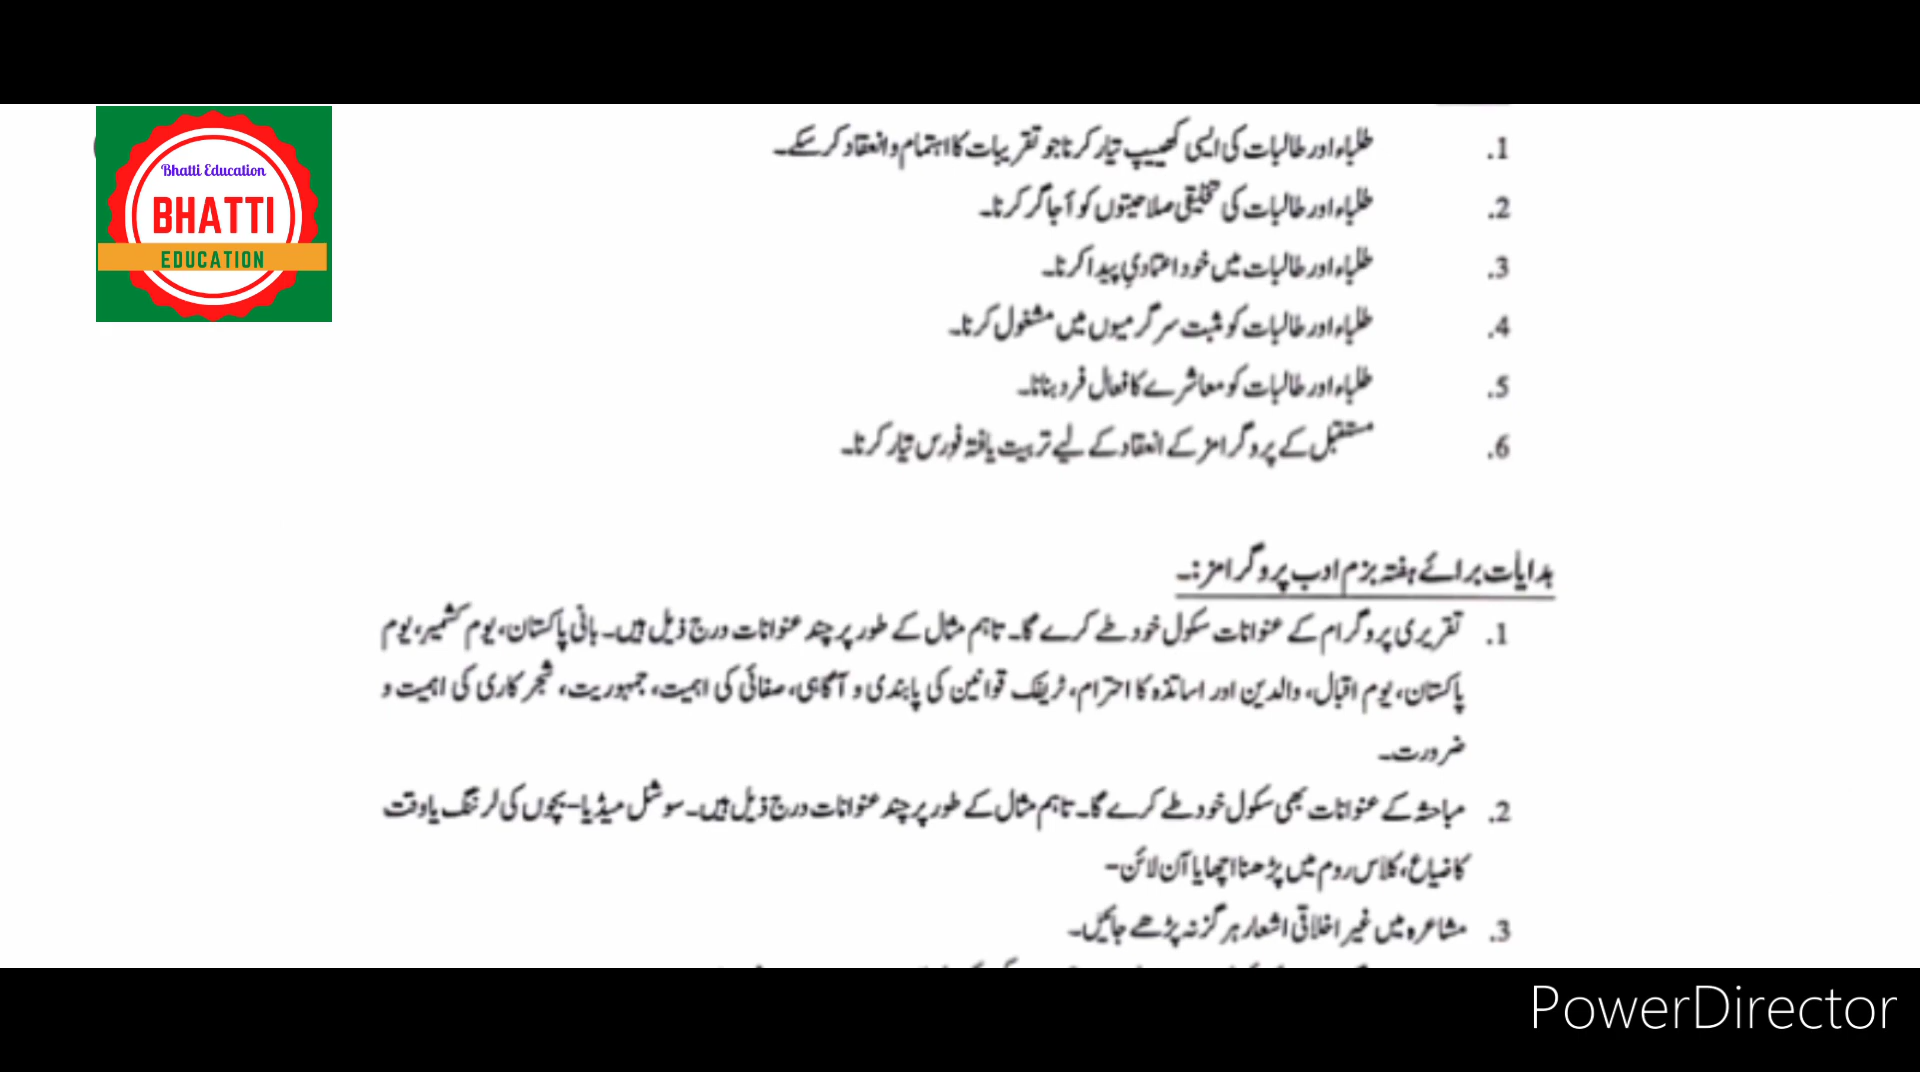 Bhatti Education
BHATTI
EDUCATION
1. طلباء اور طالبات کی ایسی کھیپ تیار کرنا جو تقریبات کا اہتمام و انعقاد کر سکے۔
2. طلباء اور طالبات کی تخلیقی صلاحیتوں کو اُجاگر کرنا۔
3. طلباء اور طالبات میں خود اعتمادی پیدا کرنا۔
4. طلباء اور طالبات کو مثبت سرگرمیوں میں مشغول کرنا۔
5. طلباء اور طالبات کو معاشرے کا فعال فرد بنانا۔
6. مستقبل کے پروگرامز کے انعقاد کے لیے تربیت یافتہ فورس تیار کرنا۔
ہدایات برائے ہفتہ بزم ادب پروگرامز:۔
1. تقریری پروگرام کے عنوانات سکول خود طے کرے گا۔ تاہم مثال کے طور پر چند عنوانات درج ذیل ہیں۔ بانی پاکستان، یوم کشمیر، یوم
پاکستان، یوم اقبال، والدین اور اساتذہ کا احترام، ٹریفک قوانین کی پابندی و آگاہی، صفائی کی اہمیت، جمہوریت، شجر کاری کی اہمیت و
ضرورت۔
2. مباحثہ کے عنوانات بھی سکول خود طے کرے گا۔ تاہم مثال کے طور پر چند عنوانات درج ذیل ہیں۔ سوشل میڈیا- بچوں کی لرننگ یا وقت
کا ضیاع، کلاس روم میں پڑھنا اچھا یا آن لائن-
3. مشاعرہ میں غیر اخلاقی اشعار ہرگز نہ پڑھے جائیں۔
PowerDirector